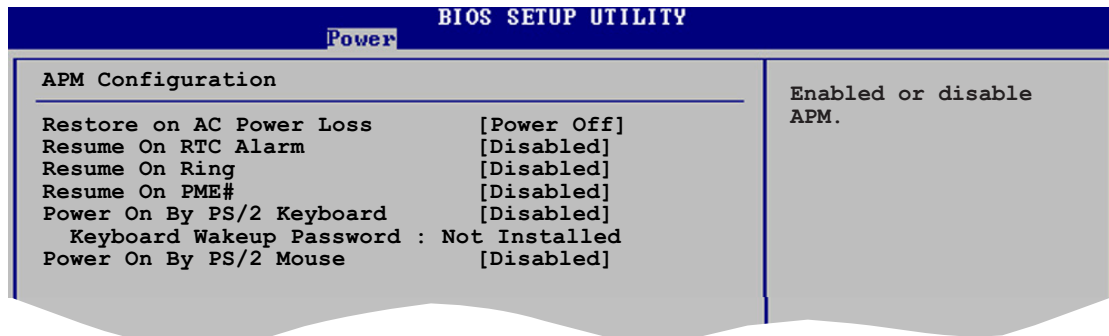 BIOS SETUP UTILITY
Power
APM Configuration
Restore on AC Power Loss [Power Off]
Resume On RTC Alarm [Disabled]
Resume On Ring [Disabled]
Resume On PME# [Disabled]
Power On By PS/2 Keyboard [Disabled]
Keyboard Wakeup Password : Not Installed
Power On By PS/2 Mouse [Disabled]
Enabled or disable
APM.